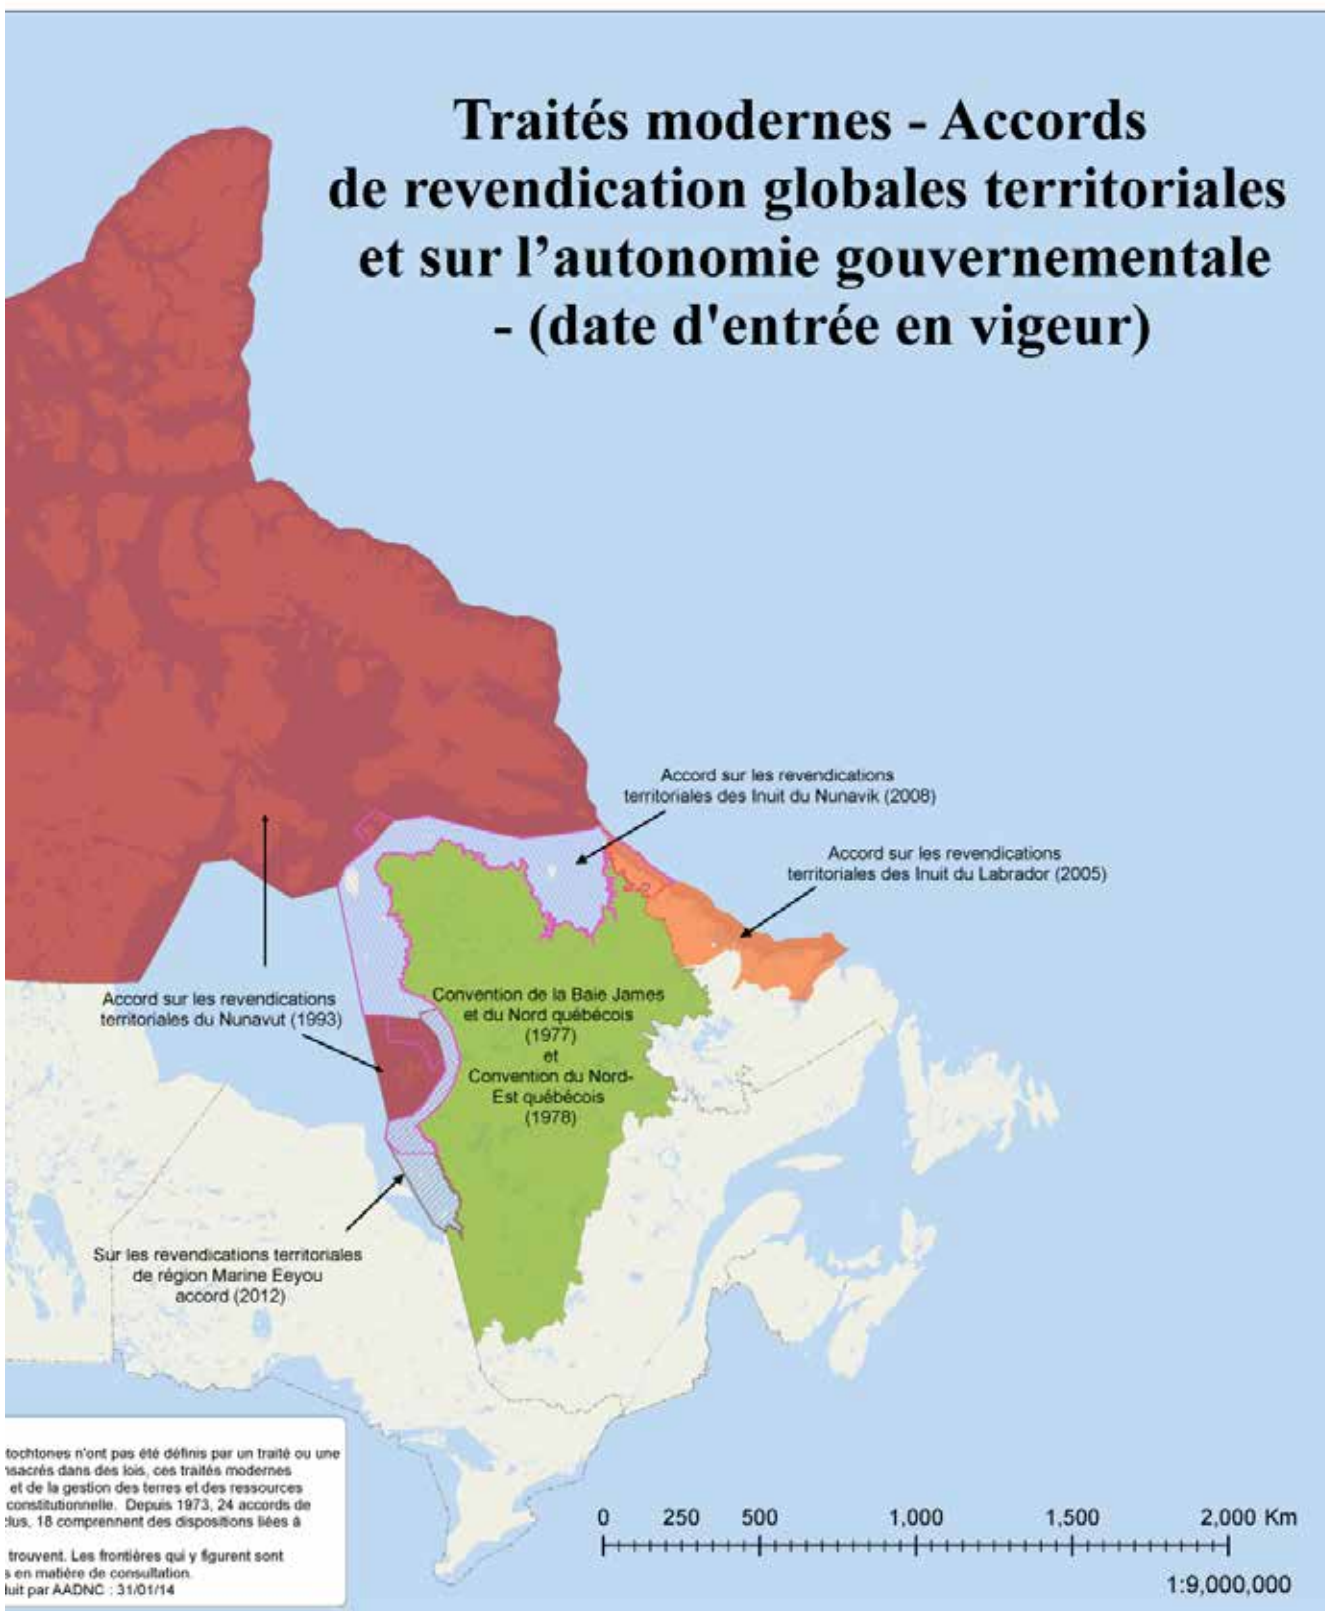 Traités modernes - Accords
de revendication globales territoriales
et sur l’autonomie gouvernementale
- (date d'entrée en vigeur)
Accord sur les revendications
territoriales des Inuit du Nunavik (2008)
Accord sur les revendications
territoriales des Inuit du Labrador (2005)
Accord sur les revendications
territoriales du Nunavut (1993)
Convention de la Baie James
et du Nord québécois
(1977)
et
Convention du Nord-
Est québécois
(1978)
Sur les revendications territoriales
de région Marine Eeyou
accord (2012)
tochtones n'ont pas été définis par un traité ou une
nsacrés dans des lois, ces traités modernes
et de la gestion des terres et des ressources
constitutionnelle. Depuis 1973, 24 accords de
clus, 18 comprennent des dispositions liées à
trouvent. Les frontières qui y figurent sont
s en matière de consultation.
duit par AADNC : 31/01/14
0 250 500 1,000 1,500 2,000 Km
1:9,000,000